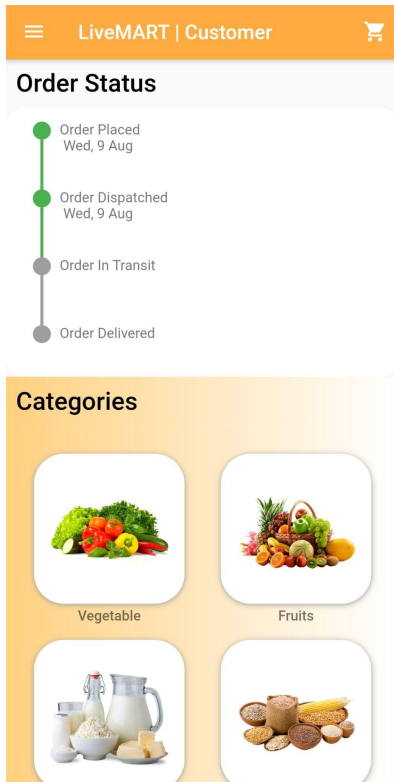 LiveMART | Customer
Order Status
Order Placed
Wed, 9 Aug
Order Dispatched
Wed, 9 Aug
Order In Transit
Order Delivered
Categories
Vegetable
Fruits